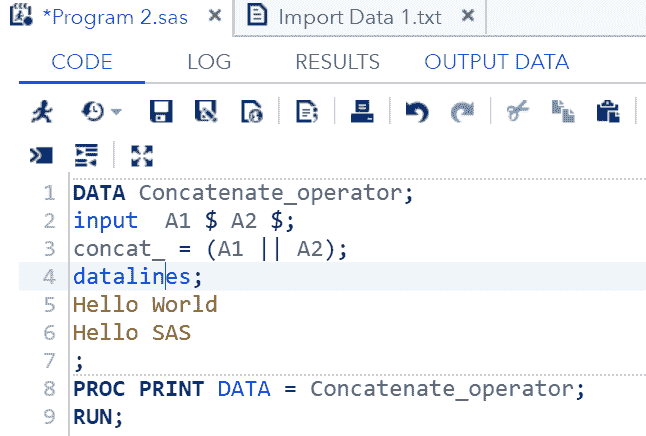 *Program 2.sas × Import Data 1.txt ×
CODE LOG RESULTS OUTPUT DATA
1 DATA Concatenate_operator;
2 input  A1 $ A2 $;
3 concat_ = (A1 || A2);
4 datalines;
5 Hello World
6 Hello SAS
7 ;
8 PROC PRINT DATA = Concatenate_operator;
9 RUN;